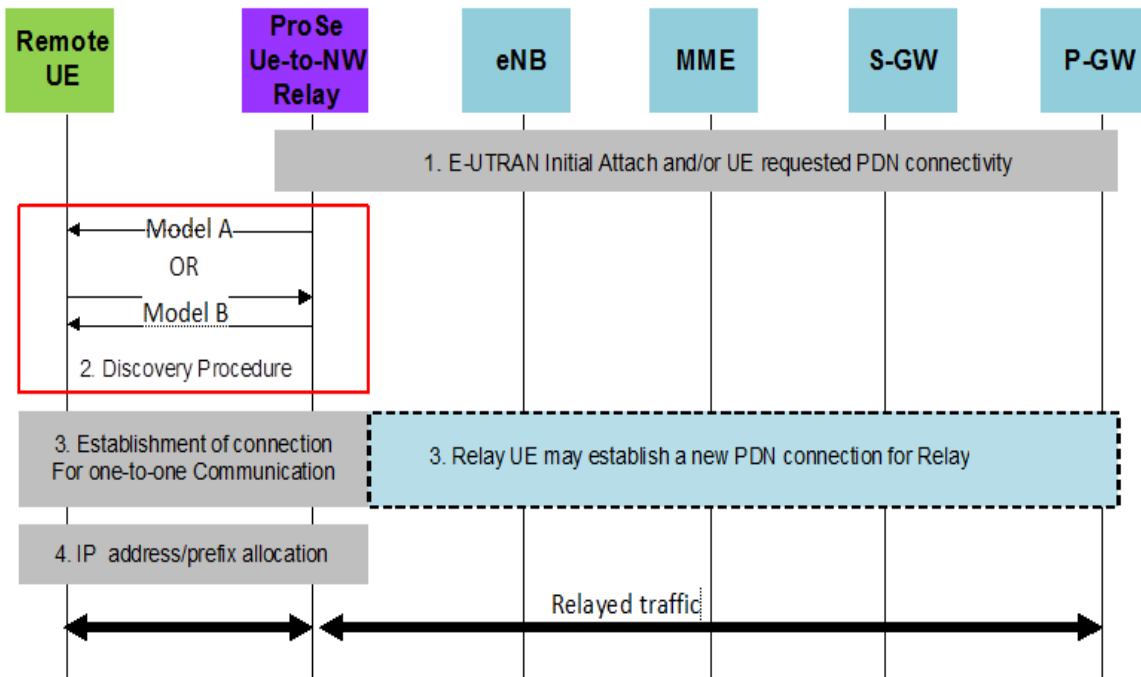 Remote
UE
ProSe
Ue-to-NW
Relay
eNB
MME
S-GW
P-GW
1. E-UTRAN Initial Attach and/or UE requested PDN connectivity
Model A
OR
Model B
2. Discovery Procedure
3. Establishment of connection
For one-to-one Communication
3. Relay UE may establish a new PDN connection for Relay
4. IP address/prefix allocation
Relayed traffic